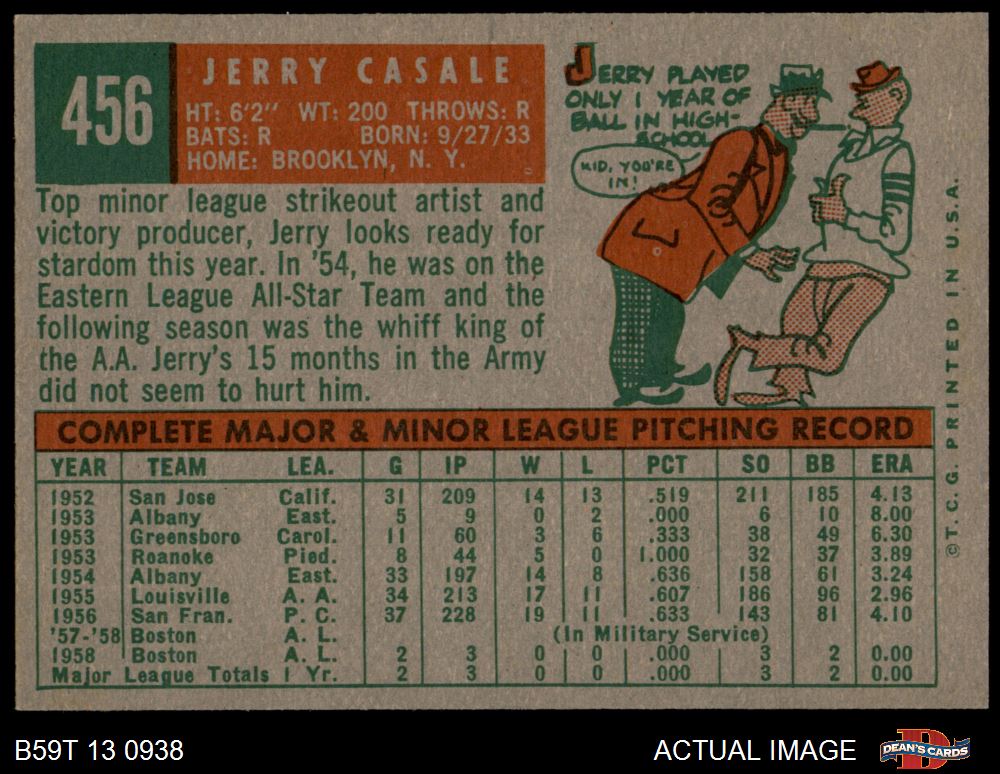 456
JERRY CASALE
HT: 6'2" WT: 200 THROWS: R
BATS: R BORN: 9/27/33
HOME: BROOKLYN, N. Y.
JERRY PLAYED
ONLY 1 YEAR OF
BALL IN HIGH-
SCHOOL
KID, YOU'RE
IN!
Top minor league strikeout artist and
victory producer, Jerry looks ready for
stardom this year. In '54, he was on the
Eastern League All-Star Team and the
following season was the whiff king of
the A.A. Jerry's 15 months in the Army
did not seem to hurt him.
COMPLETE MAJOR & MINOR LEAGUE PITCHING RECORD
YEAR TEAM LEA. G IP W L PCT SO BB ERA
1952 San Jose Calif. 31 209 14 13 .519 211 185 4.13
1953 Albany East. 5 9 0 2 .000 6 10 8.00
1953 Greensboro Carol. 11 60 3 6 .333 38 49 6.30
1953 Roanoke Pied. 8 44 5 0 1.000 32 37 3.89
1954 Albany East. 33 197 14 8 .636 158 61 3.24
1955 Louisville A. A. 34 213 17 11 .607 186 96 2.96
1956 San Fran. P. C. 37 228 19 11 .633 143 81 4.10
'57-'58 Boston A. L. (In Military Service)
1958 Boston A. L. 2 3 0 0 .000 3 2 0.00
Major League Totals 1 Yr. 2 3 0 0 .000 3 2 0.00
©T. C. G. PRINTED IN U.S.A.
B59T 13 0938
ACTUAL IMAGE
DEAN'S CARDS